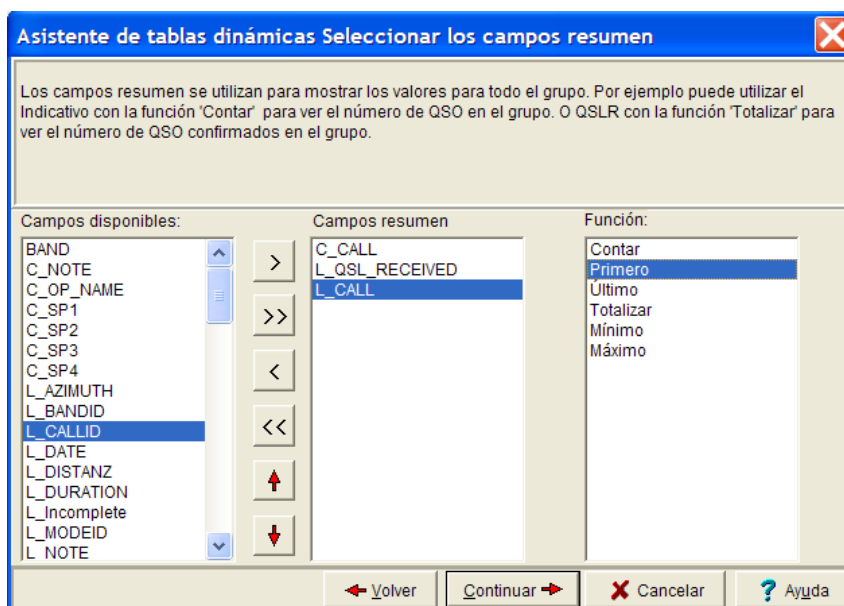 Asistente de tablas dinámicas Seleccionar los campos resumen
Los campos resumen se utilizan para mostrar los valores para todo el grupo. Por ejemplo puede utilizar el
Indicativo con la función 'Contar' para ver el número de QSO en el grupo. O QSLR con la función 'Totalizar' para
ver el número de QSO confirmados en el grupo.
Campos disponibles:
BAND
C_NOTE
C_OP_NAME
C_SP1
C_SP2
C_SP3
C_SP4
L_AZIMUTH
L_BANDID
L_CALLID
L_DATE
L_DISTANZ
L_DURATION
L_Incomplete
L_MODEID
L_NOTE
>
>>
<
<<
Campos resumen
C_CALL
L_QSL_RECEIVED
L_CALL
Función:
Contar
Primero
Último
Totalizar
Mínimo
Máximo
Volver
Continuar
Cancelar
Ayuda